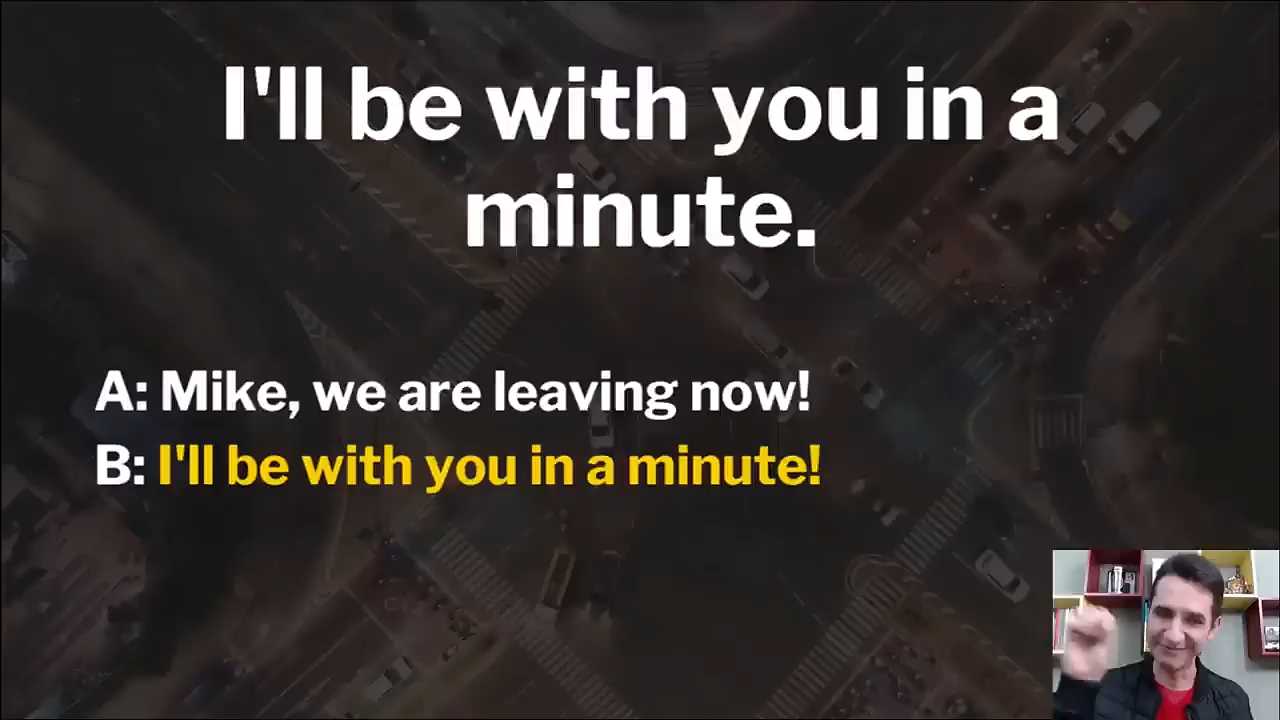 I'll be with you in a
minute.
A: Mike, we are leaving now!
B: I'll be with you in a minute!